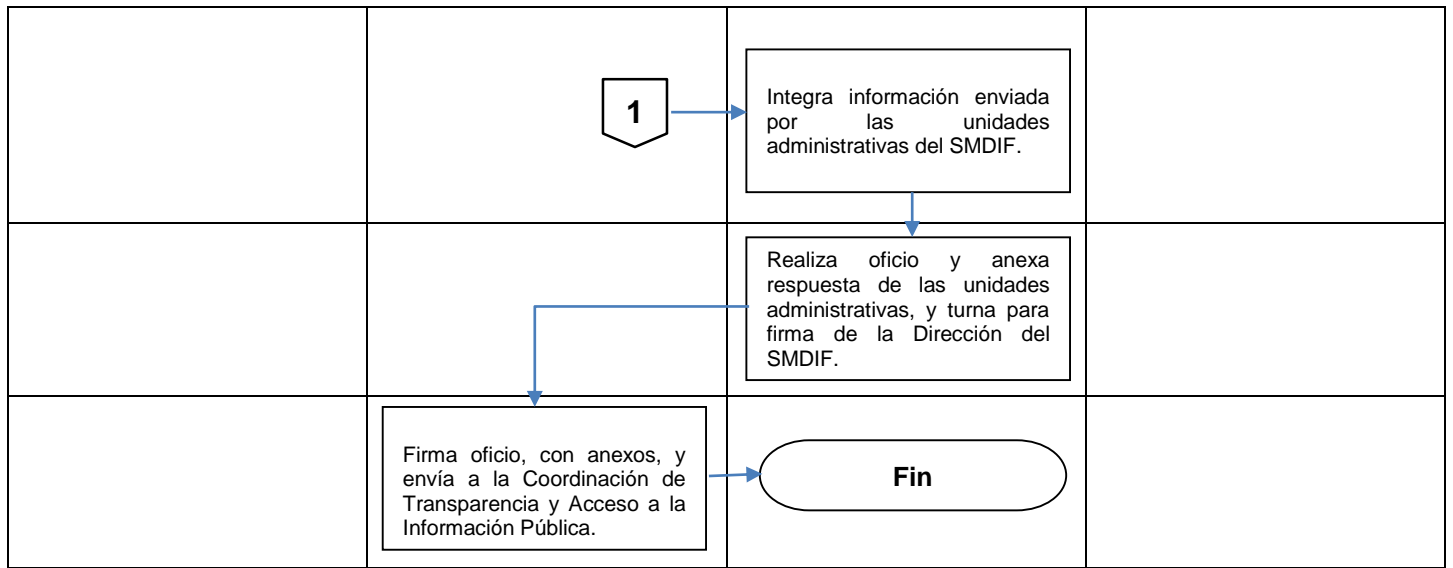 1
Integra información enviada
por las unidades
administrativas del SMDIF.
Realiza oficio y anexa
respuesta de las unidades
administrativas, y turna para
firma de la Dirección del
SMDIF.
Firma oficio, con anexos, y
envía a la Coordinación de
Transparencia y Acceso a la
Información Pública.
Fin